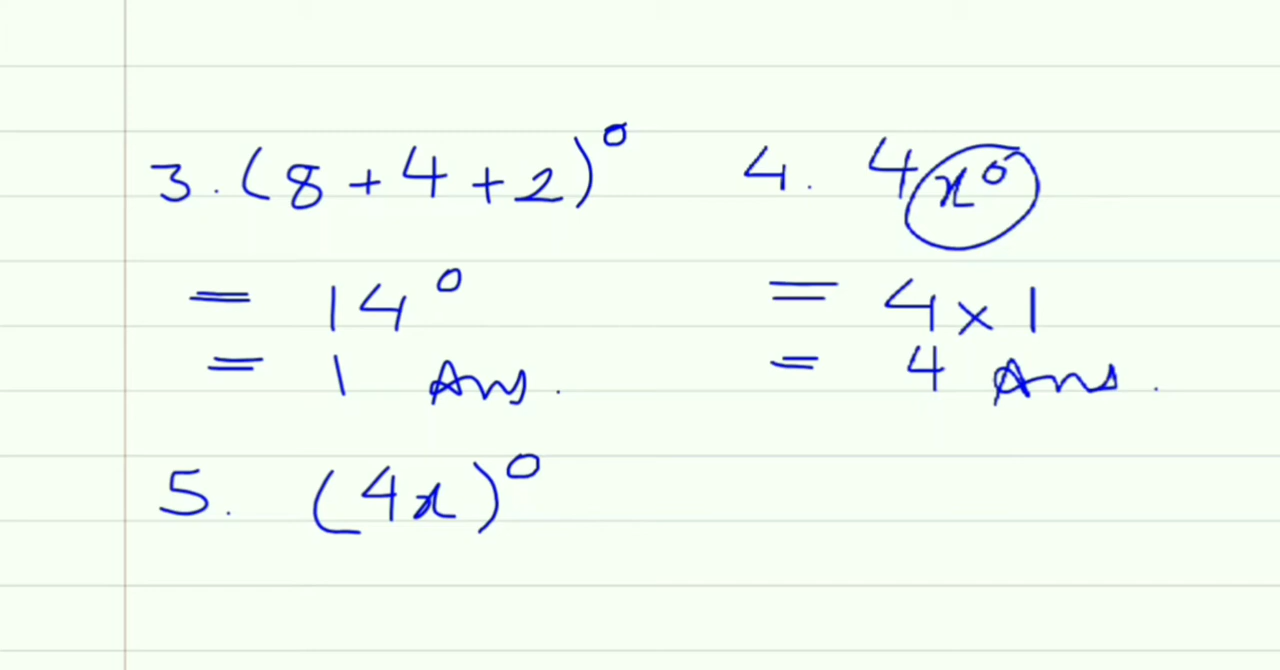 3. (8 + 4 + 2)⁰
= 14⁰
= 1 Ans.
4. 4x⁰
= 4 × 1
= 4 Ans.
5. (4x)⁰